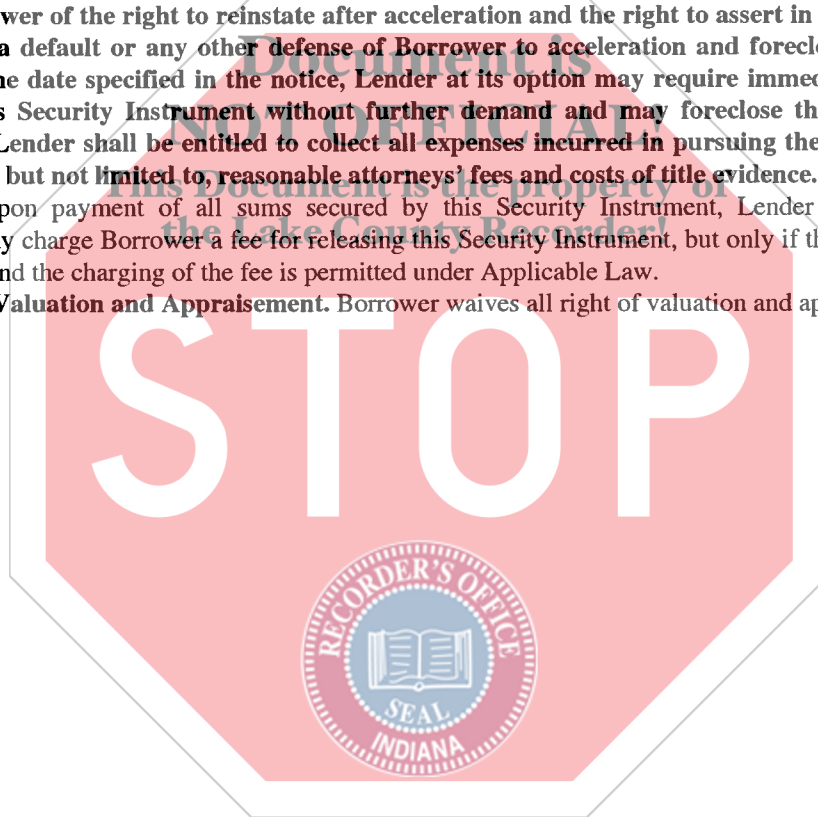 wer of the right to reinstate after acceleration and the right to assert in
a default or any other defense of Borrower to acceleration and forecl
e date specified in the notice, Lender at its option may require immed
s Security Instrument without further demand and may foreclose th
Lender shall be entitled to collect all expenses incurred in pursuing the
but not limited to, reasonable attorneys' fees and costs of title evidence.
pon payment of all sums secured by this Security Instrument, Lender
y charge Borrower a fee for releasing this Security Instrument, but only if th
nd the charging of the fee is permitted under Applicable Law.
Valuation and Appraisement. Borrower waives all right of valuation and ap
Document is
NOT OFFICIAL!
This Document is the property of
the Lake County Recorder!
STOP
RECORDER'S OFFICE
SEAL
INDIANA